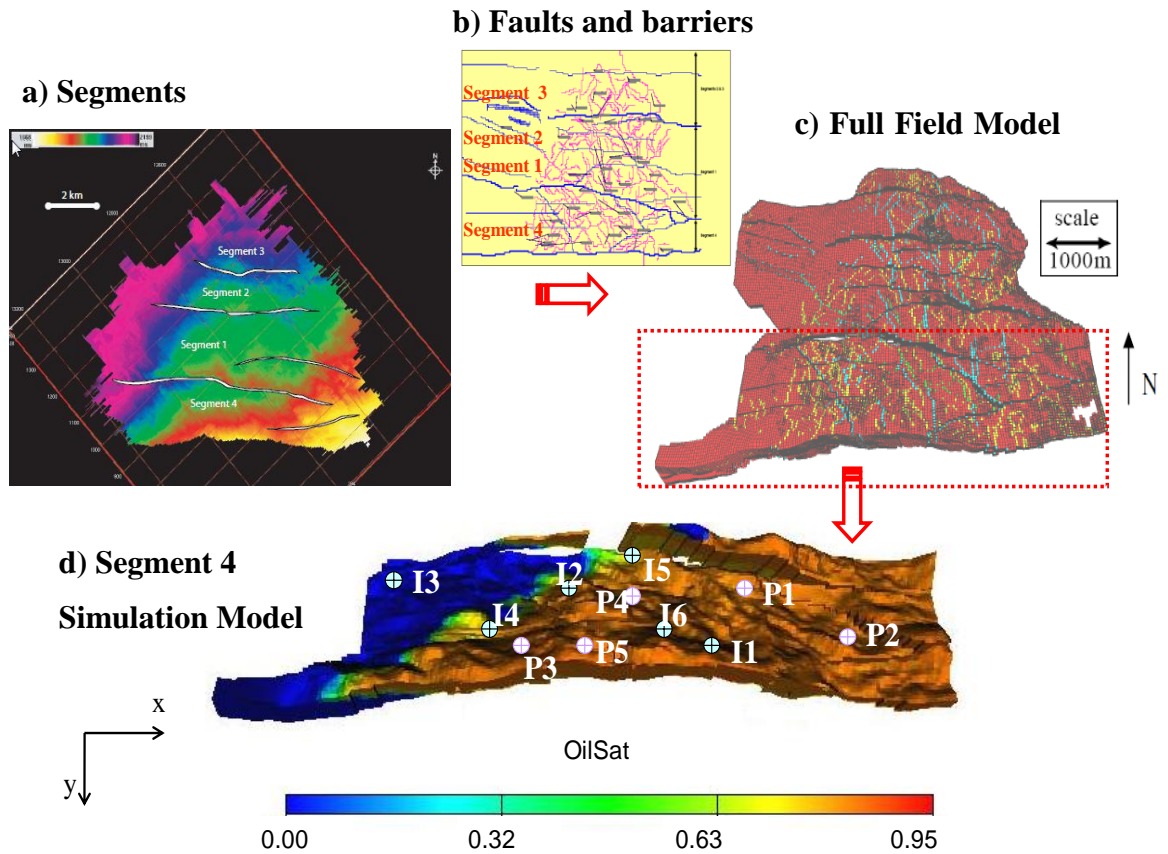 b) Faults and barriers
a) Segments
Segment 3
Segment 2
Segment 1
Segment 4
c) Full Field Model
N
2 km
Segment 3
Segment 2
Segment 1
Segment 4
scale
1000m
N
d) Segment 4
Simulation Model
I3
I2
I5
P4
P1
I4
I6
P2
P3
P5
I1
x
y
OilSat
0.00
0.32
0.63
0.95